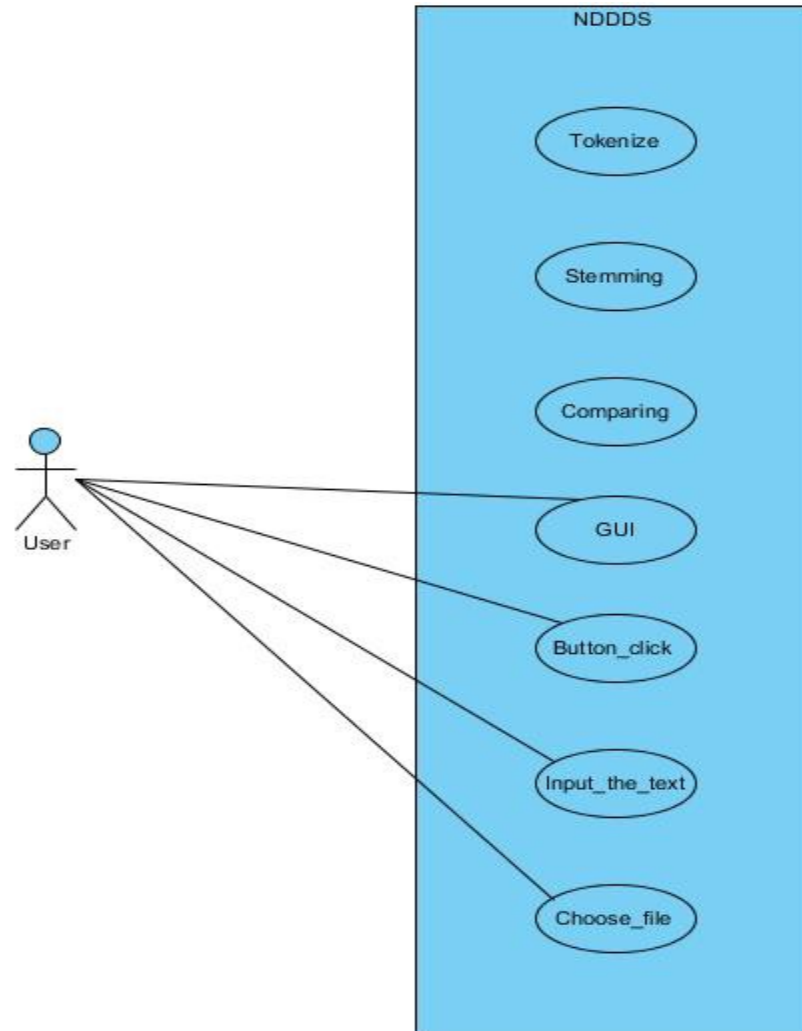 NDDDS
Tokenize
Stemming
Comparing
GUI
User
Button_click
Input_the_text
Choose_file